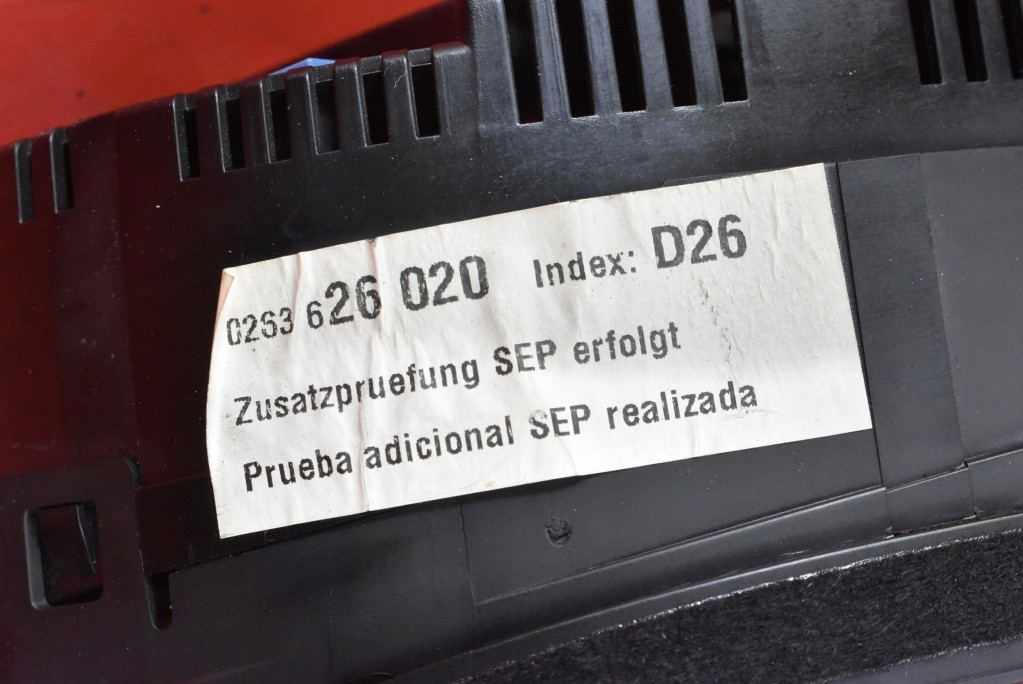 0263 626 020 Index: D26
Zusatzpruefung SEP erfolgt
Prueba adicional SEP realizada